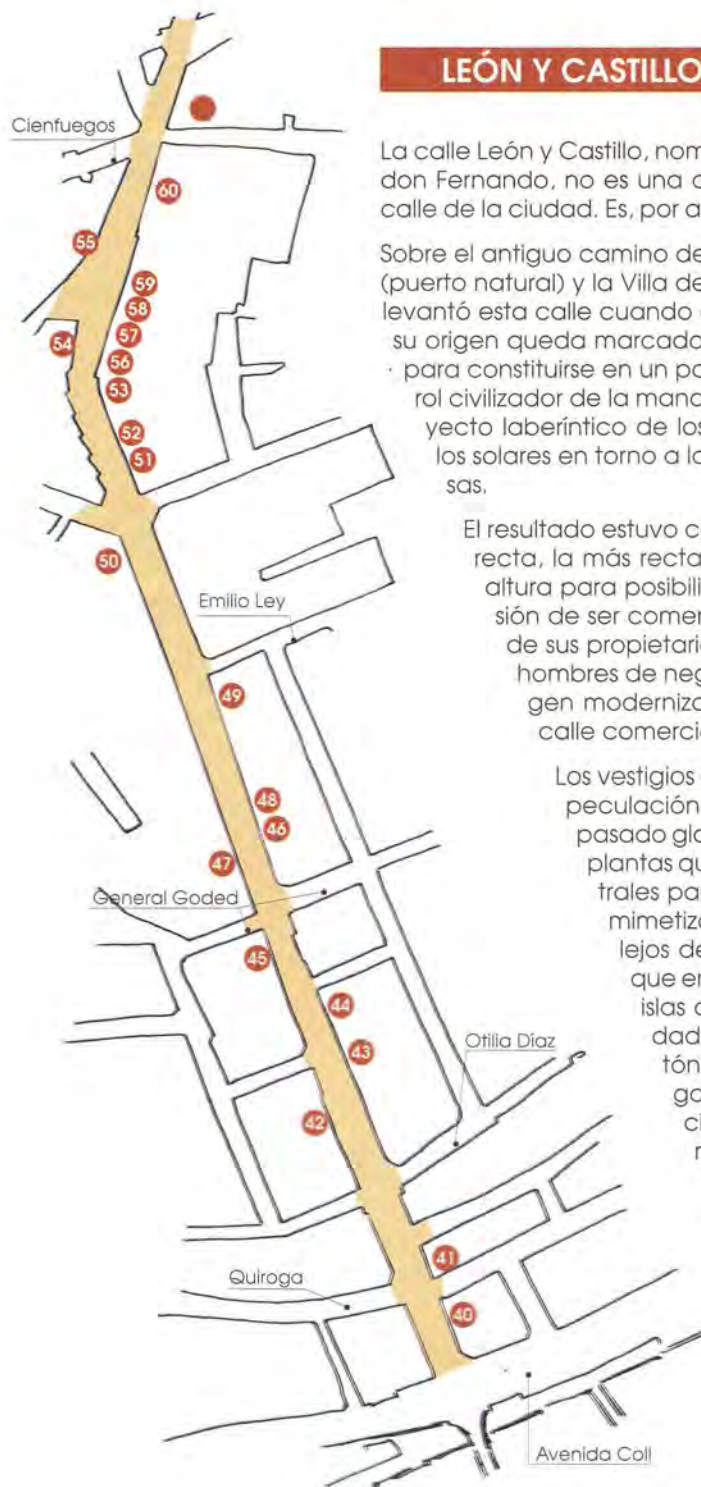 LEÓN Y CASTILLO
La calle León y Castillo, nom
don Fernando, no es una c
calle de la ciudad. Es, por a
Sobre el antiguo camino de
(puerto natural) y la Villa de
levantó esta calle cuando
su origen queda marcado
para constituirse en un pa
rol civilizador de la manc
yecto laberíntico de los
los solares en torno a la
sas.
El resultado estuvo c
recta, la más recta
altura para posibili
sión de ser comer
de sus propietario
hombres de neg
gen moderniza
calle comercia
Los vestigios
peculación
pasado glo
plantas qu
trales par
mimetiza
lejos de
que en
islas
dad
tón
ga
ci
Cienfuegos
60
55
59
58
54
57
56
53
52
51
50
Emilio Ley
49
48
46
47
General Goded
45
44
43
Otilia Díaz
42
41
Quiroga
40
Avenida Coll